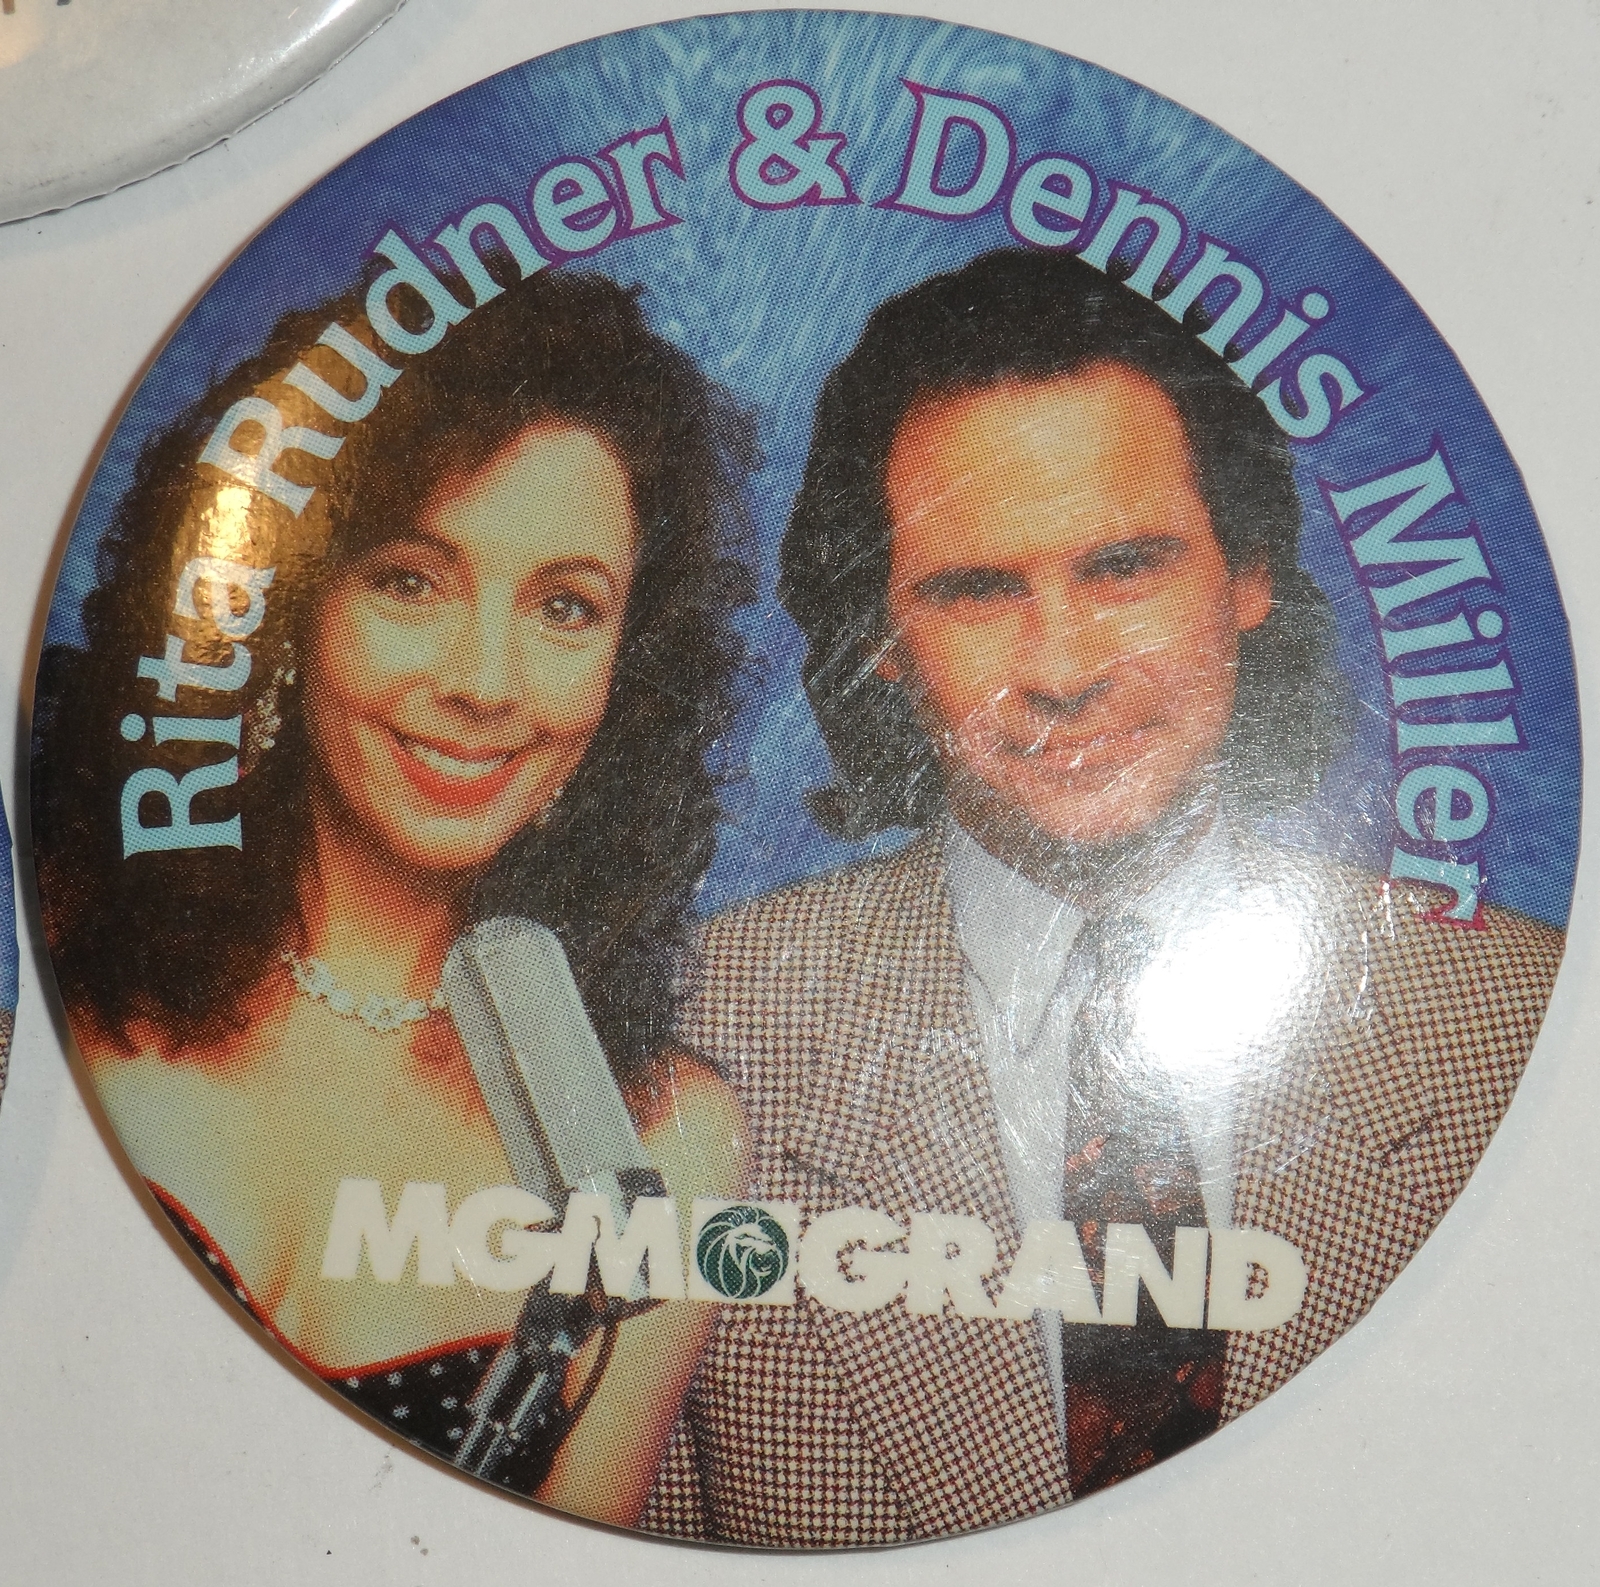 Rita Rudner & Dennis Miller
MGM GRAND